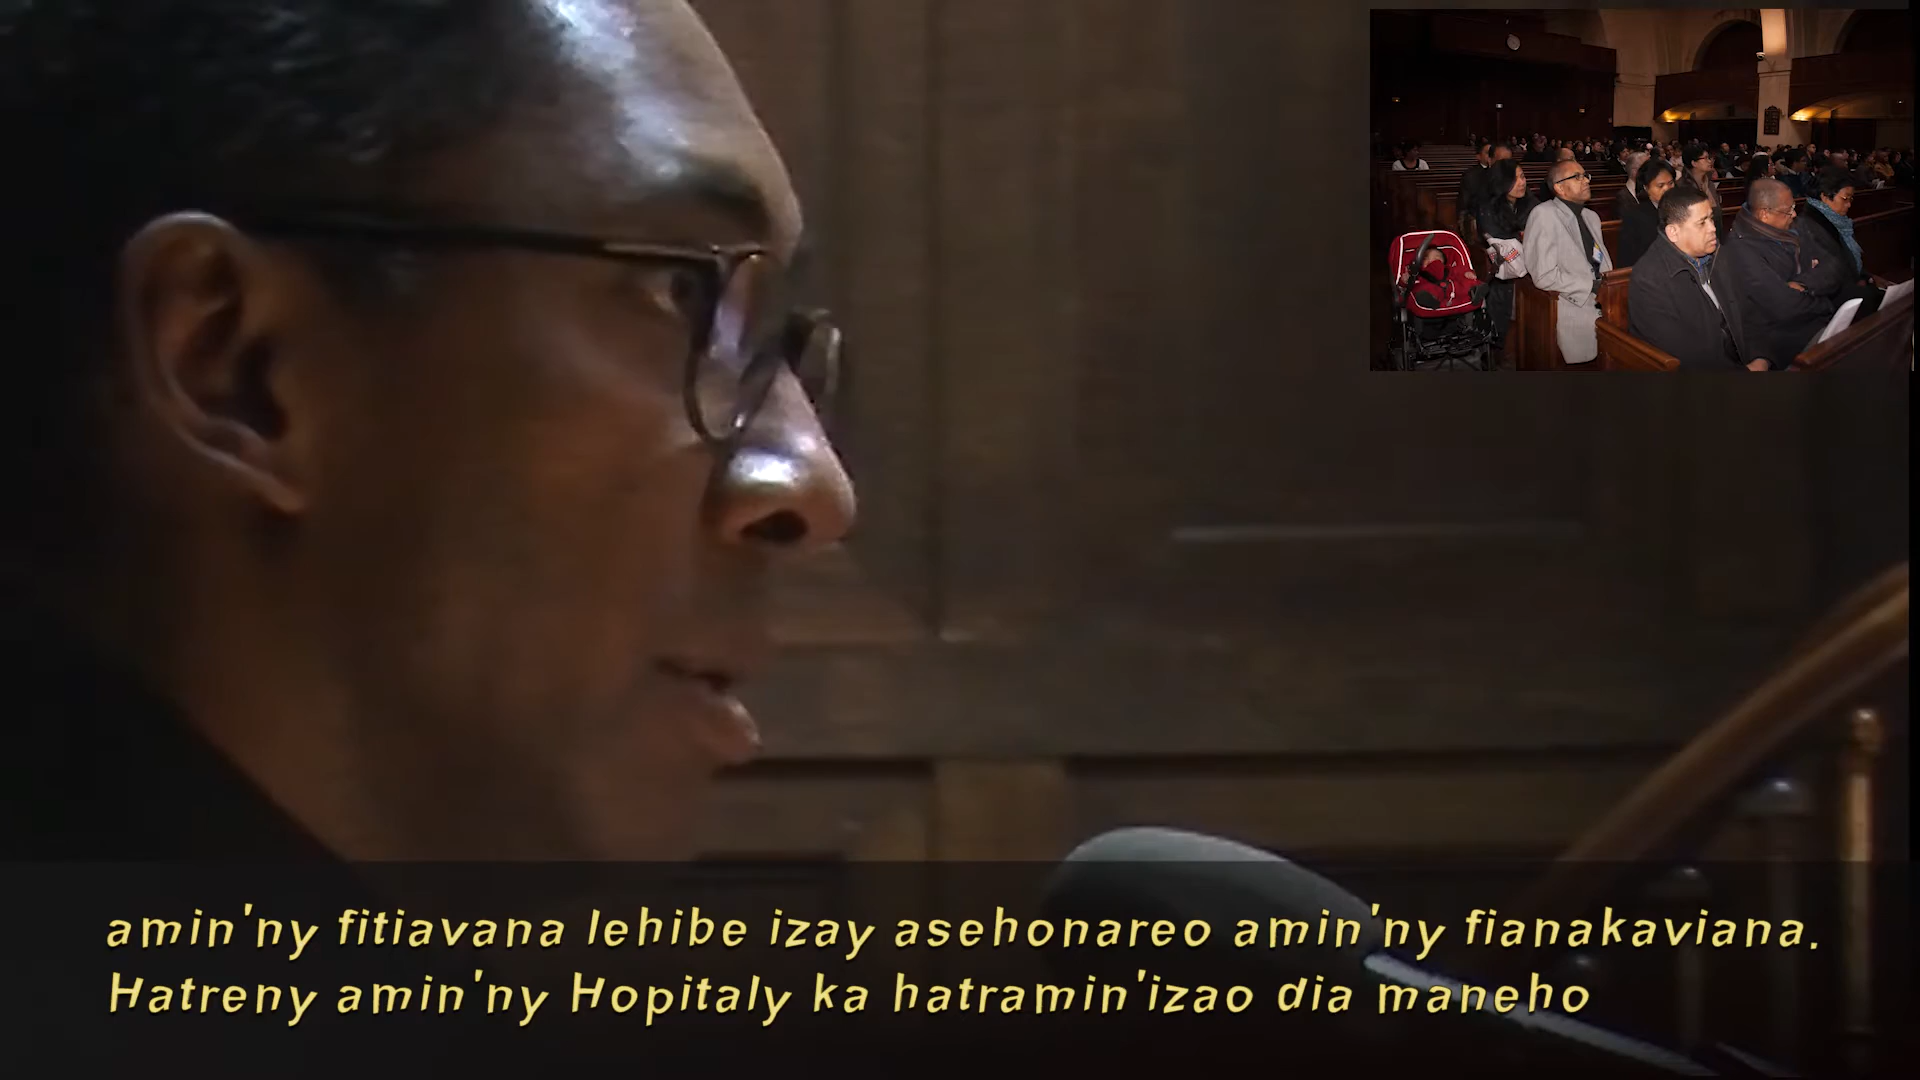 amin'ny fitiavana lehibe izay asehonareo amin'ny fianakaviana.
Hatreny amin'ny Hopitaly ka hatramin'izao dia maneho